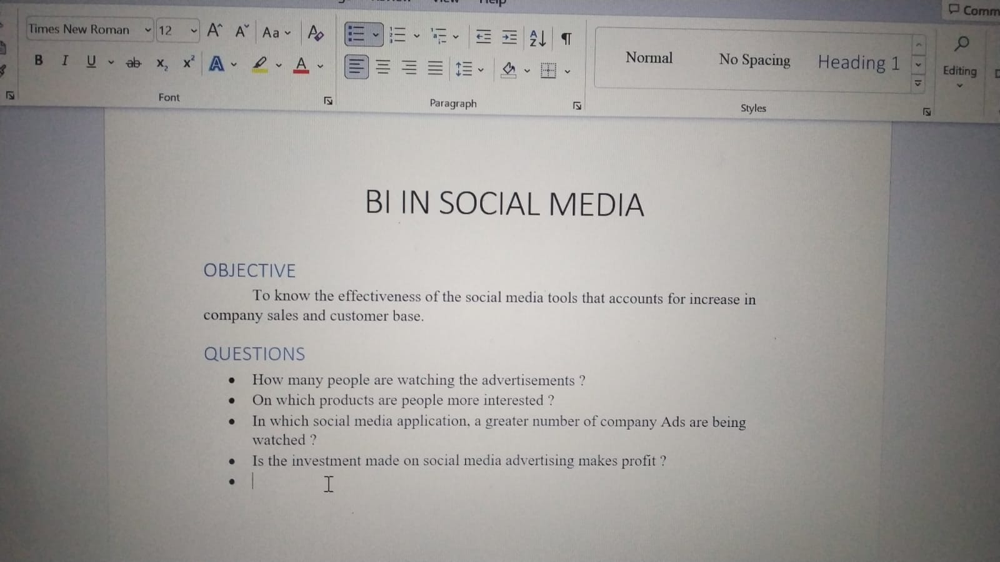 Help
Comm
Times New Roman 12 Aa
B I U ab x₂ x² A A
Normal No Spacing Heading 1
Editing
Font Paragraph Styles
BI IN SOCIAL MEDIA
OBJECTIVE
To know the effectiveness of the social media tools that accounts for increase in
company sales and customer base.
QUESTIONS
• How many people are watching the advertisements ?
• On which products are people more interested ?
• In which social media application, a greater number of company Ads are being
watched ?
• Is the investment made on social media advertising makes profit ?
•